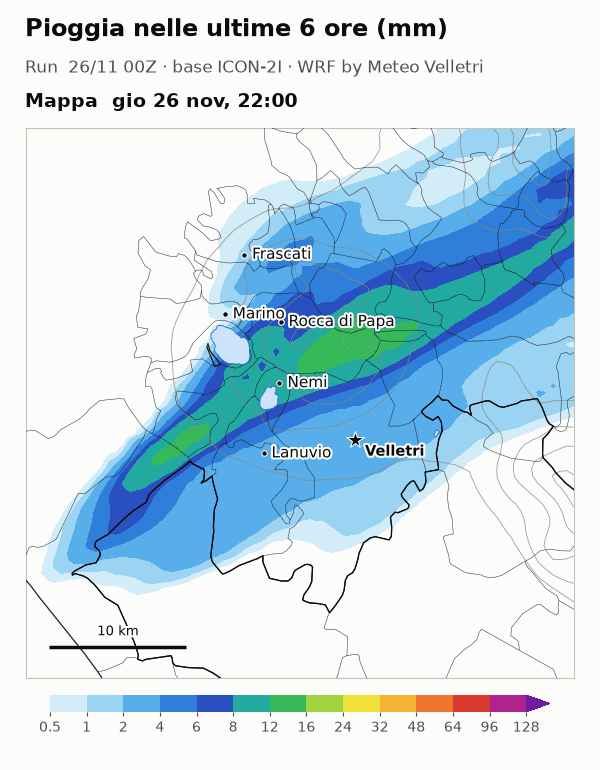 Pioggia nelle ultime 6 ore (mm)
Run  26/11 00Z · base ICON-2I · WRF by Meteo Velletri
Mappa  gio 26 nov, 22:00
Frascati
Marino
Rocca di Papa
Nemi
Velletri
Lanuvio
10 km
0.5 1 2 4 6 8 12 16 24 32 48 64 96 128